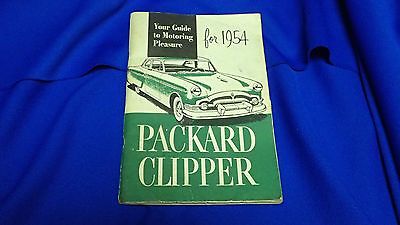 Your Guide
to Motoring
Pleasure
for 1954
PACKARD
CLIPPER